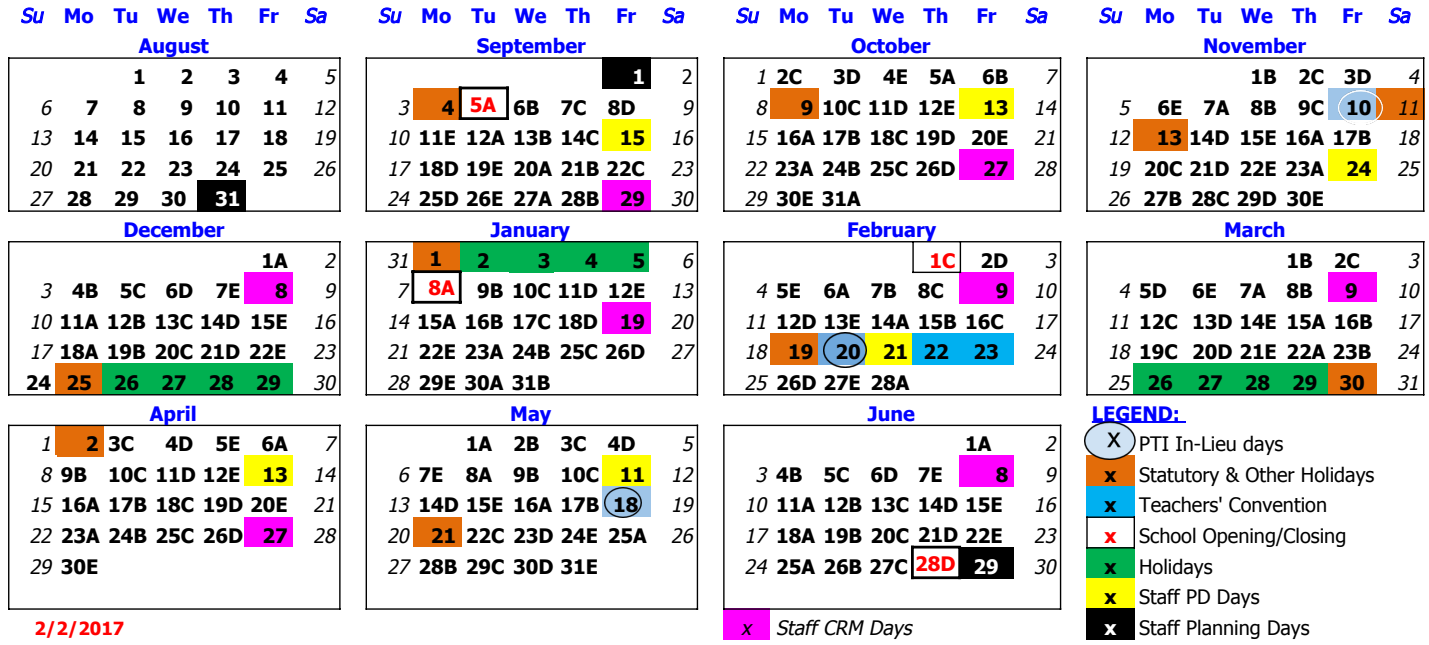 Su Mo Tu We Th Fr Sa Su Mo Tu We Th Fr Sa Su Mo Tu We Th Fr Sa Su Mo Tu We Th Fr Sa
August September October November
1 2 3 4 5 1 2 1 2C 3D 4E 5A 6B 7 1B 2C 3D 4
6 7 8 9 10 11 12 3 4 5A 6B 7C 8D 9 8 9 10C 11D 12E 13 14 5 6E 7A 8B 9C 10 11
13 14 15 16 17 18 19 10 11E 12A 13B 14C 15 16 15 16A 17B 18C 19D 20E 21 12 13 14D 15E 16A 17B 18
20 21 22 23 24 25 26 17 18D 19E 20A 21B 22C 23 22 23A 24B 25C 26D 27 28 19 20C 21D 22E 23A 24 25
27 28 29 30 31 24 25D 26E 27A 28B 29 30 29 30E 31A 26 27B 28C 29D 30E
December January February March
1A 2 31 1 2 3 4 5 6 1C 2D 3 1B 2C 3
3 4B 5C 6D 7E 8 9 7 8A 9B 10C 11D 12E 13 4 5E 6A 7B 8C 9 10 4 5D 6E 7A 8B 9 10
10 11A 12B 13C 14D 15E 16 14 15A 16B 17C 18D 19 20 11 12D 13E 14A 15B 16C 17 11 12C 13D 14E 15A 16B 17
17 18A 19B 20C 21D 22E 23 21 22E 23A 24B 25C 26D 27 18 19 20 21 22 23 24 18 19C 20D 21E 22A 23B 24
24 25 26 27 28 29 30 28 29E 30A 31B 25 26D 27E 28A 25 26 27 28 29 30 31
April May June LEGEND:
1 2 3C 4D 5E 6A 7 1A 2B 3C 4D 5 1A 2 X PTI In-Lieu days
8 9B 10C 11D 12E 13 14 6 7E 8A 9B 10C 11 12 3 4B 5C 6D 7E 8 9 x Statutory & Other Holidays
15 16A 17B 18C 19D 20E 21 13 14D 15E 16A 17B 18 19 10 11A 12B 13C 14D 15E 16 x Teachers' Convention
22 23A 24B 25C 26D 27 28 20 21 22C 23D 24E 25A 26 17 18A 19B 20C 21D 22E 23 x School Opening/Closing
29 30E 27 28B 29C 30D 31E 24 25A 26B 27C 28D 29 30 x Holidays
x Staff PD Days
2/2/2017 x Staff CRM Days x Staff Planning Days